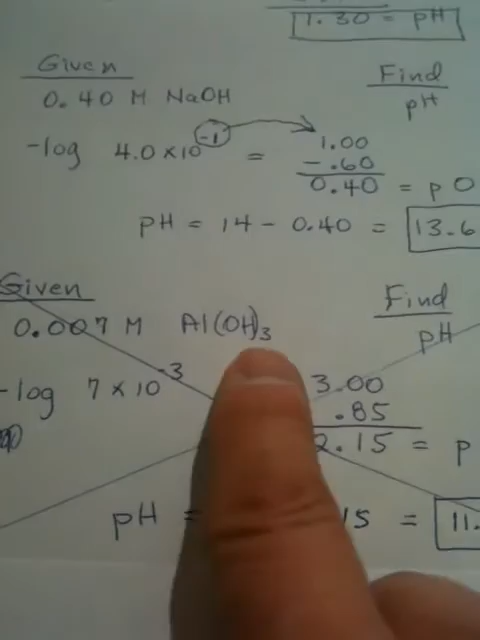 1.30 = pH
Given Find
0.40 M NaOH pH
-log 4.0 x 10⁻¹ = 1.00
-.60
0.40 = pO
pH = 14 - 0.40 = 13.6
Given Find
0.007 M Al(OH)₃ pH
-log 7 x 10⁻³ 3.00
.85
2.15 = p
pH = 15 = 11.